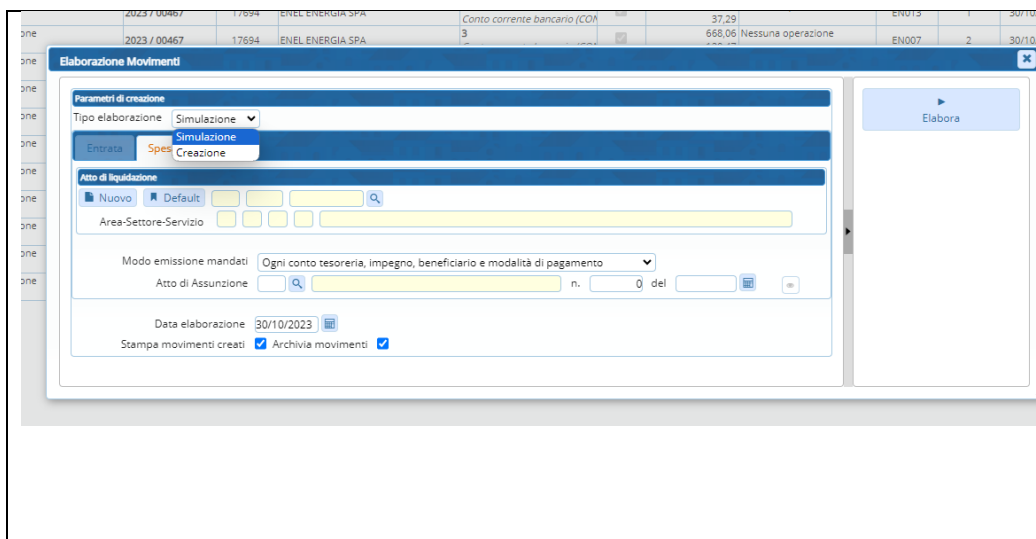 2023 / 00467 17694 ENEL ENERGIA SPA Conto corrente bancario 37,29 EN013 1 30/10
one 2023 / 00467 17694 ENEL ENERGIA SPA 3 668,06 Nessuna operazione EN007 2 30/10
one
Elaborazione Movimenti
one
Parametri di creazione
Tipo elaborazione Simulazione
Simulazione
Creazione
Elabora
one
Entrata
one
Atto di liquidazione
one
Nuovo Default
one
Area-Settore-Servizio
one
Modo emissione mandati Ogni conto tesoreria, impegno, beneficiario e modalità di pagamento
one
Atto di Assunzione n. 0 del
one
Data elaborazione 30/10/2023
Stampa movimenti creati Archivia movimenti